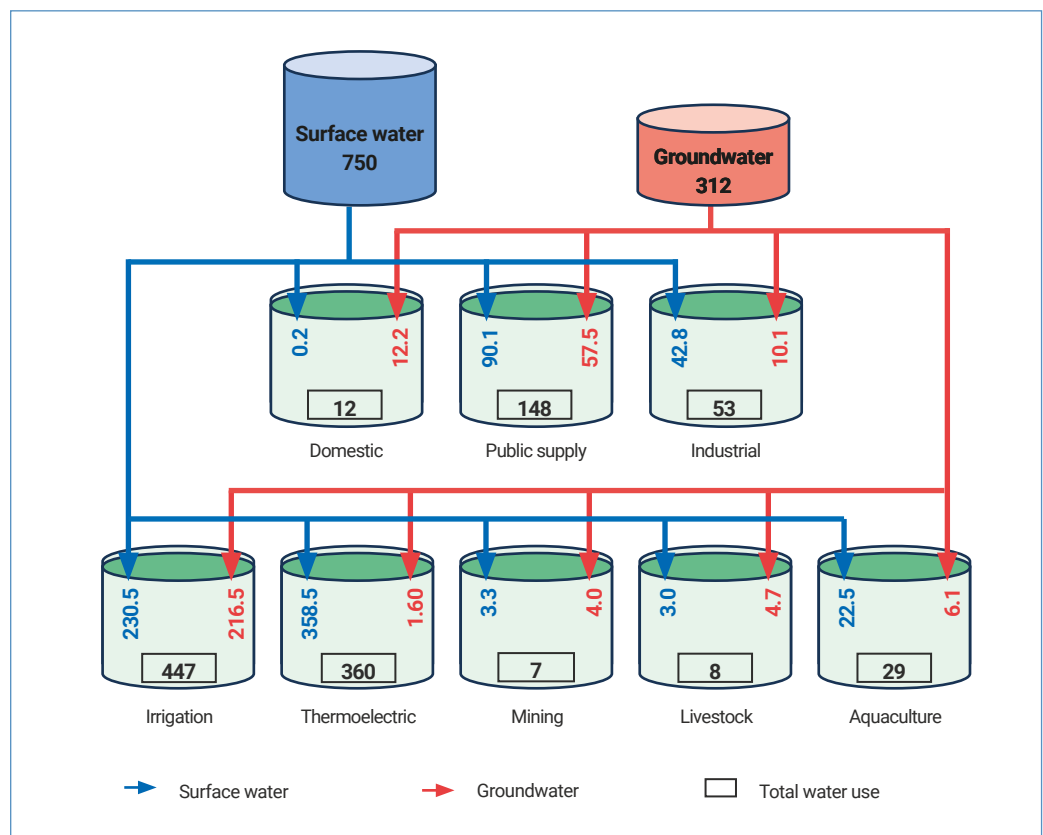 Surface water
750
Groundwater
312
0.2
12.2
90.1
57.5
42.8
10.1
12
148
53
Domestic
Public supply
Industrial
230.5
216.5
358.5
1.60
3.3
4.0
3.0
4.7
22.5
6.1
447
360
7
8
29
Irrigation
Thermoelectric
Mining
Livestock
Aquaculture
Surface water
Groundwater
Total water use